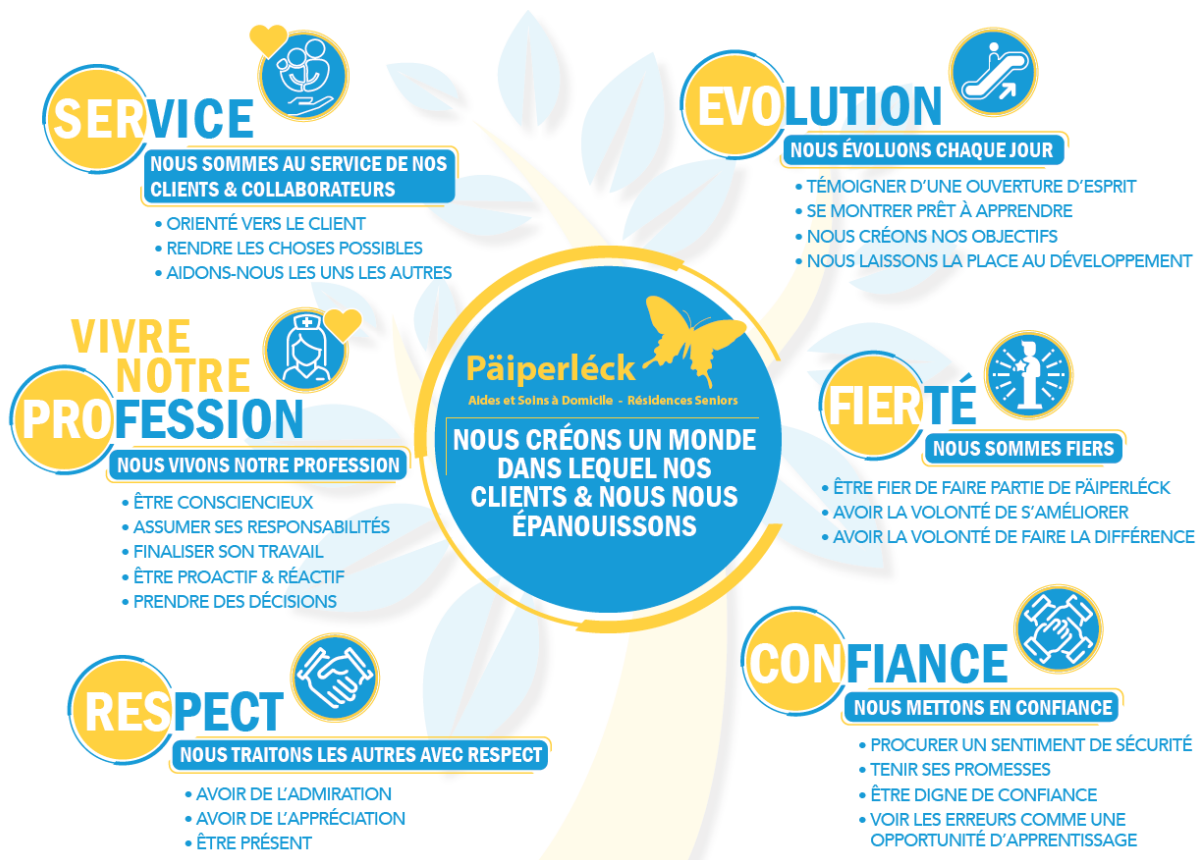 SERVICE
NOUS SOMMES AU SERVICE DE NOS
CLIENTS & COLLABORATEURS
• ORIENTÉ VERS LE CLIENT
• RENDRE LES CHOSES POSSIBLES
• AIDONS-NOUS LES UNS LES AUTRES
VIVRE
NOTRE
PROFESSION
NOUS VIVONS NOTRE PROFESSION
• ÊTRE CONSCIENCIEUX
• ASSUMER SES RESPONSABILITÉS
• FINALISER SON TRAVAIL
• ÊTRE PROACTIF & RÉACTIF
• PRENDRE DES DÉCISIONS
RESPECT
NOUS TRAITONS LES AUTRES AVEC RESPECT
• AVOIR DE L'ADMIRATION
• AVOIR DE L'APPRÉCIATION
• ÊTRE PRÉSENT
Päiperléck
Aides et Soins à Domicile - Résidences Seniors
NOUS CRÉONS UN MONDE
DANS LEQUEL NOS
CLIENTS & NOUS NOUS
ÉPANOUISSONS
EVOLUTION
NOUS ÉVOLUONS CHAQUE JOUR
• TÉMOIGNER D'UNE OUVERTURE D'ESPRIT
• SE MONTRER PRÊT À APPRENDRE
• NOUS CRÉONS NOS OBJECTIFS
• NOUS LAISSONS LA PLACE AU DÉVELOPPEMENT
FIERTÉ
NOUS SOMMES FIERS
• ÊTRE FIER DE FAIRE PARTIE DE PÄIPERLÉCK
• AVOIR LA VOLONTÉ DE S'AMÉLIORER
• AVOIR LA VOLONTÉ DE FAIRE LA DIFFÉRENCE
CONFIANCE
NOUS METTONS EN CONFIANCE
• PROCURER UN SENTIMENT DE SÉCURITÉ
• TENIR SES PROMESSES
• ÊTRE DIGNE DE CONFIANCE
• VOIR LES ERREURS COMME UNE
OPPORTUNITÉ D'APPRENTISSAGE